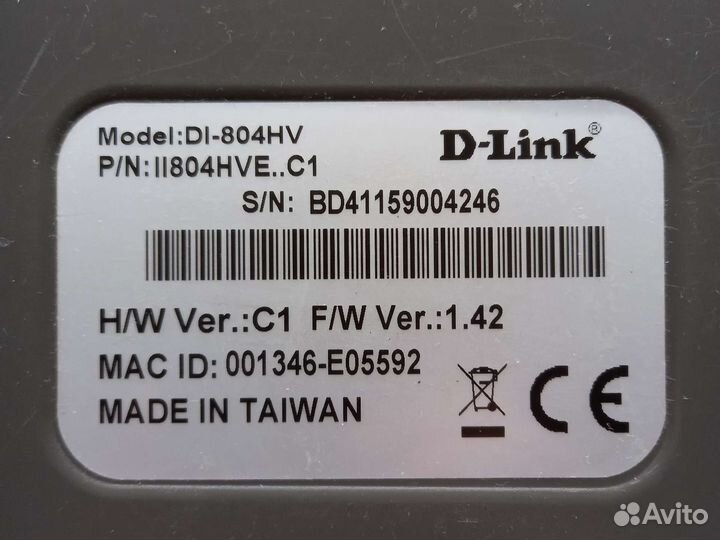 Model:DI-804HV
P/N:II804HVE..C1
D-Link®
S/N: BD41159004246
H/W Ver.:C1 F/W Ver.:1.42
MAC ID: 001346-E05592
MADE IN TAIWAN
CE
Avito